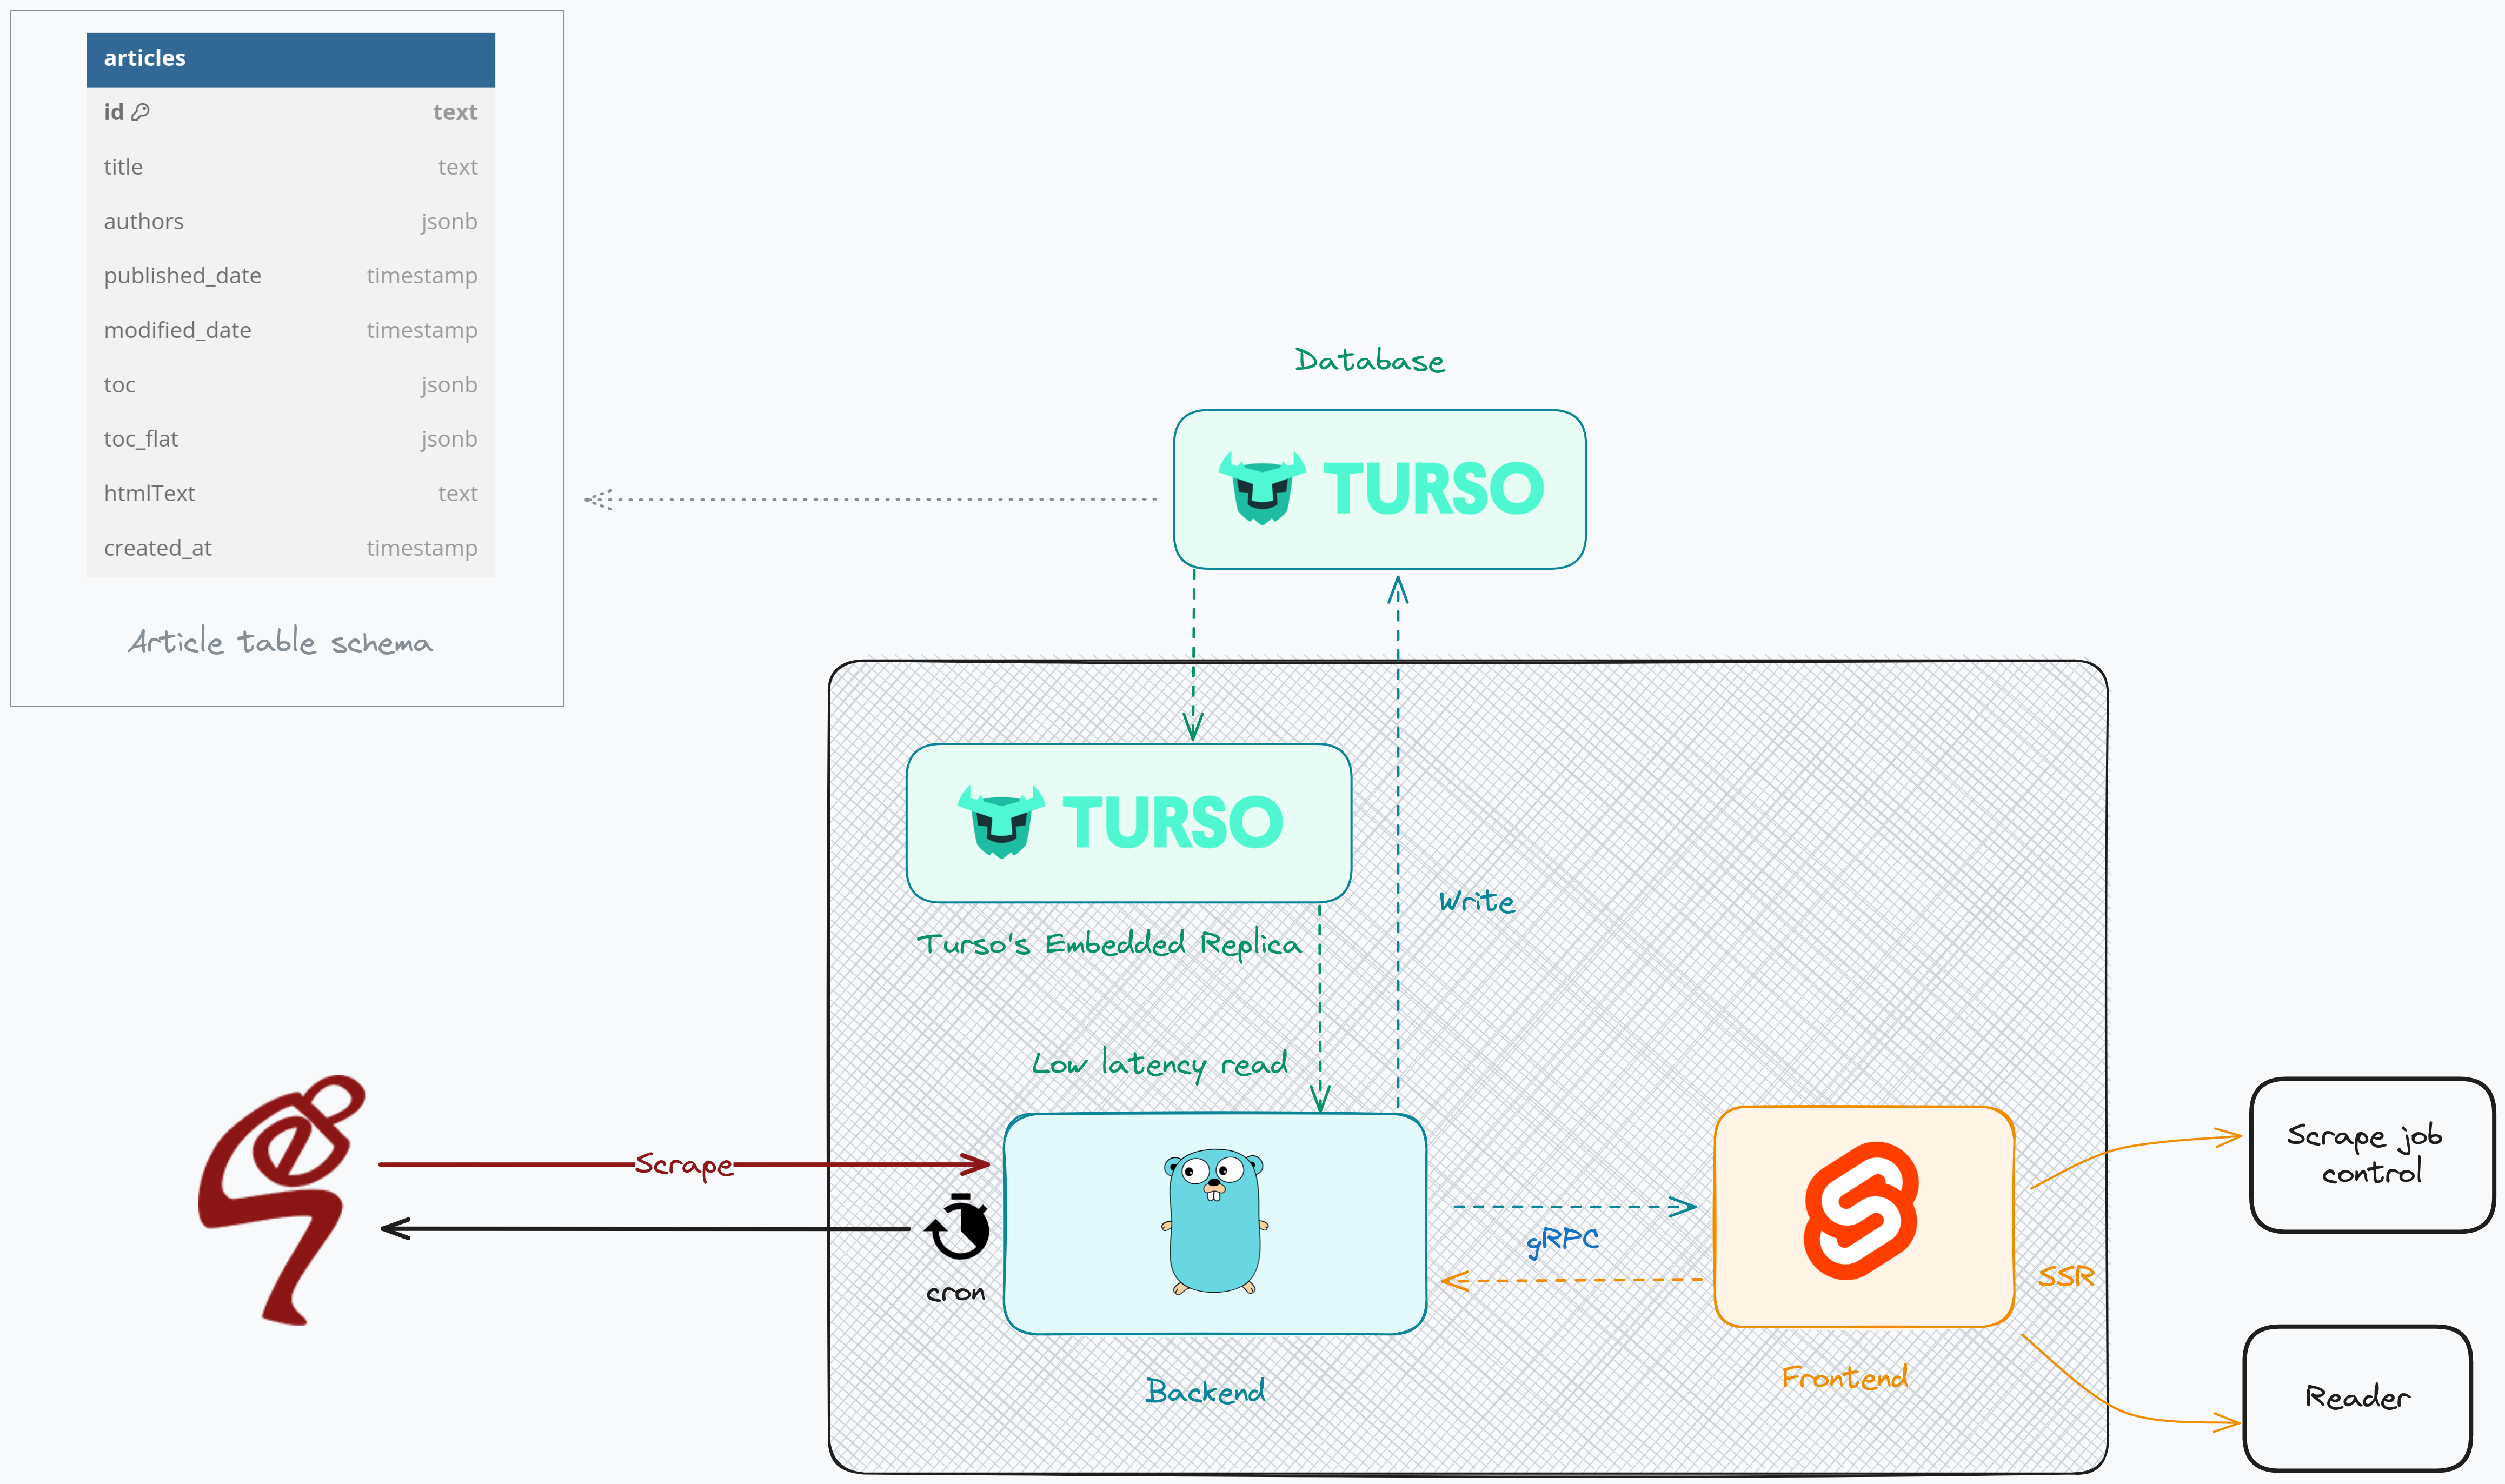 articles
id text
title text
authors jsonb
published_date timestamp
modified_date timestamp
toc jsonb
toc_flat jsonb
htmlText text
created_at timestamp
Article table schema
Database
TURSO
TURSO
Turso's Embedded Replica
Write
Low latency read
Scrape
cron
Backend
gRPC
Frontend
SSR
Scrape job
control
Reader